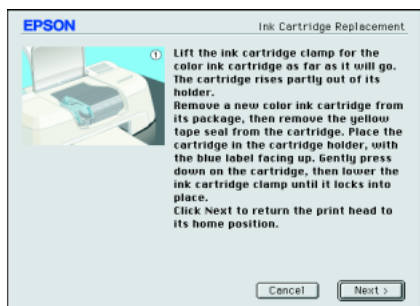 EPSON
Ink Cartridge Replacement
1
Lift the ink cartridge clamp for the
color ink cartridge as far as it will go.
The cartridge rises partly out of its
holder.
Remove a new color ink cartridge from
its package, then remove the yellow
tape seal from the cartridge. Place the
cartridge in the cartridge holder, with
the blue label facing up. Gently press
down on the cartridge, then lower the
ink cartridge clamp until it locks into
place.
Click Next to return the print head to
its home position.
Cancel
Next >